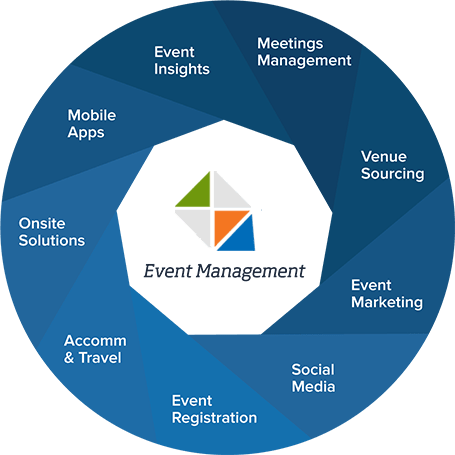 Meetings
Management
Venue
Sourcing
Event
Marketing
Social
Media
Event
Registration
Accomm
& Travel
Onsite
Solutions
Mobile
Apps
Event
Insights
Event Management